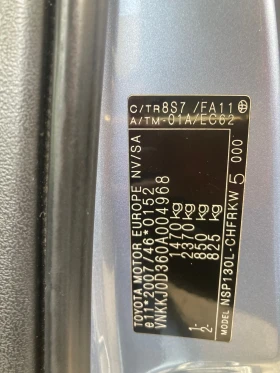 C/TR 8S7 /FA11
A/TM-01A/EC62
TOYOTA MOTOR EUROPE NV/SA
e11*2007/46*0152
VNKKJ0D360A004968
1470 kg
2370 kg
1- 850 kg
2- 825 kg
MODEL NSP130L-CHFRKW 5 000